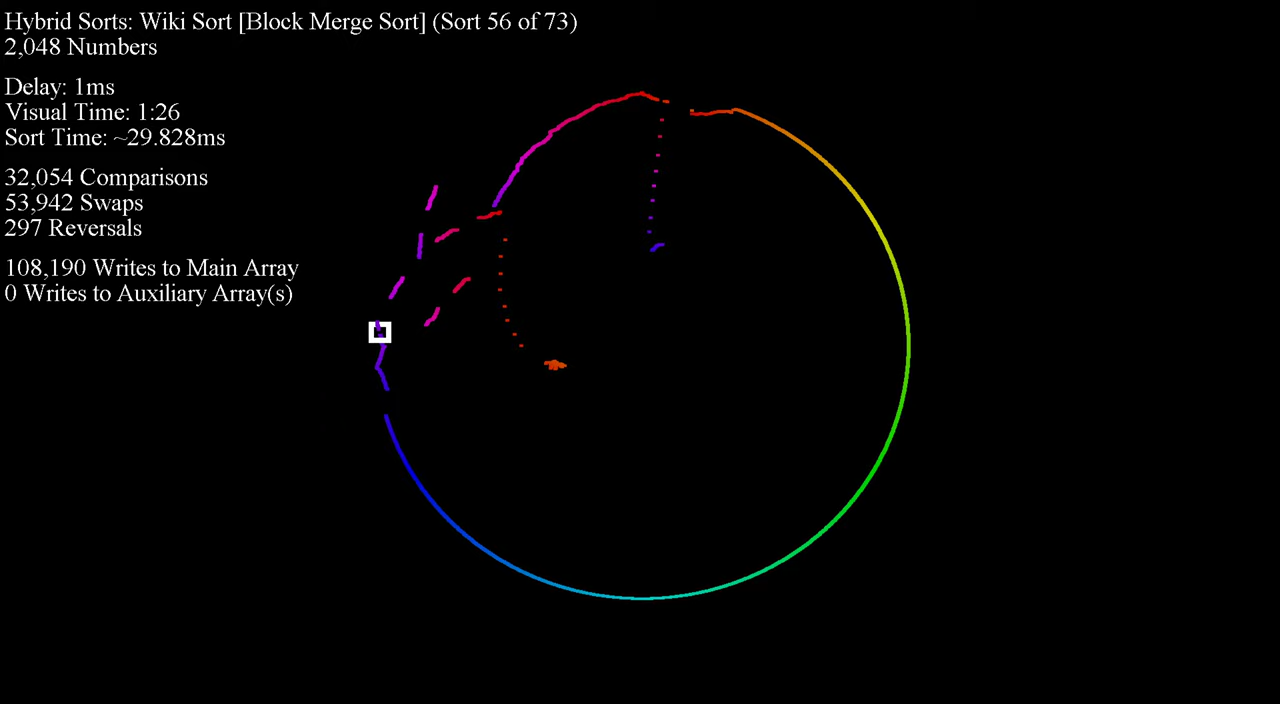 Hybrid Sorts: Wiki Sort [Block Merge Sort] (Sort 56 of 73)
2,048 Numbers
Delay: 1ms
Visual Time: 1:26
Sort Time: ~29.828ms
32,054 Comparisons
53,942 Swaps
297 Reversals
108,190 Writes to Main Array
0 Writes to Auxiliary Array(s)